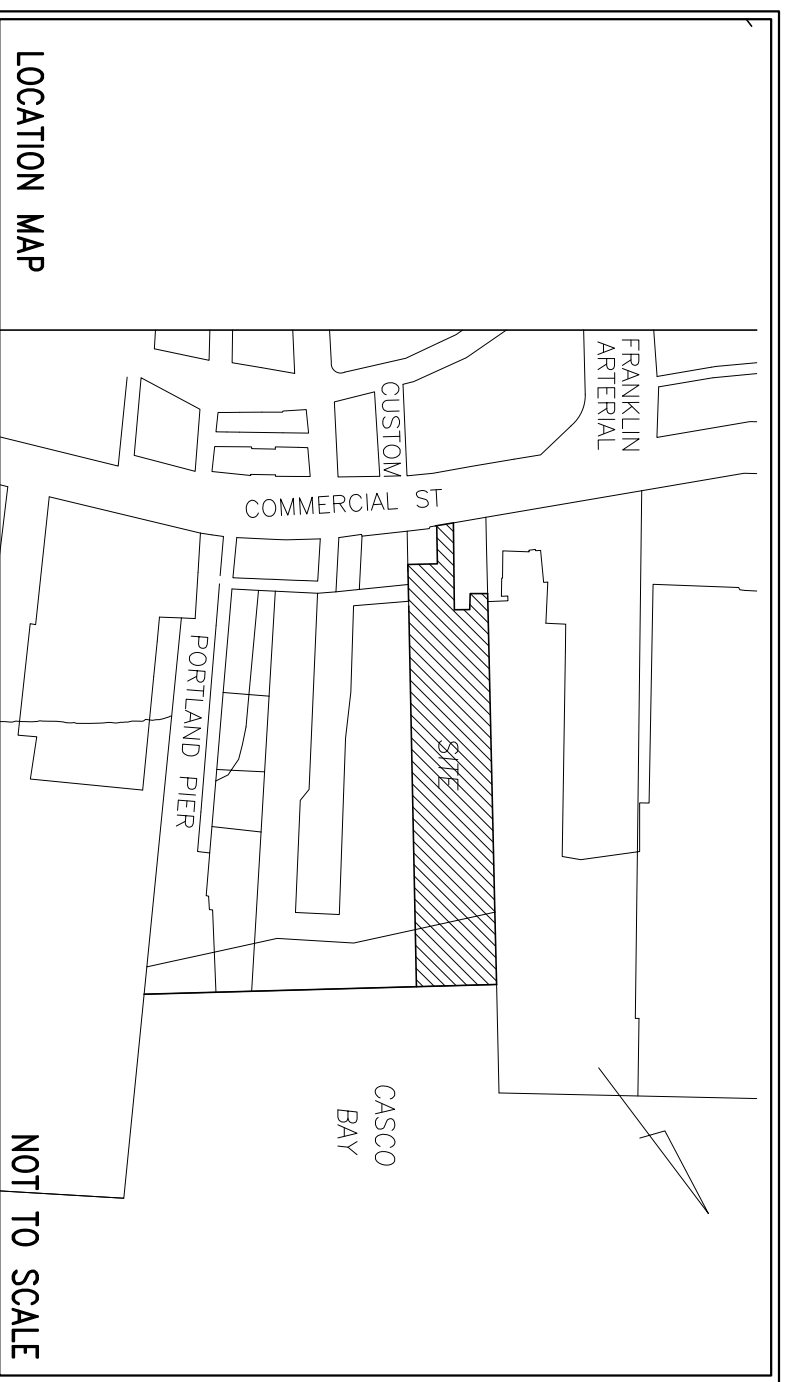 FRANKLIN
ARTERIAL
CUSTOM
COMMERCIAL ST
SITE
PORTLAND PIER
CASCO
BAY
LOCATION MAP
NOT TO SCALE